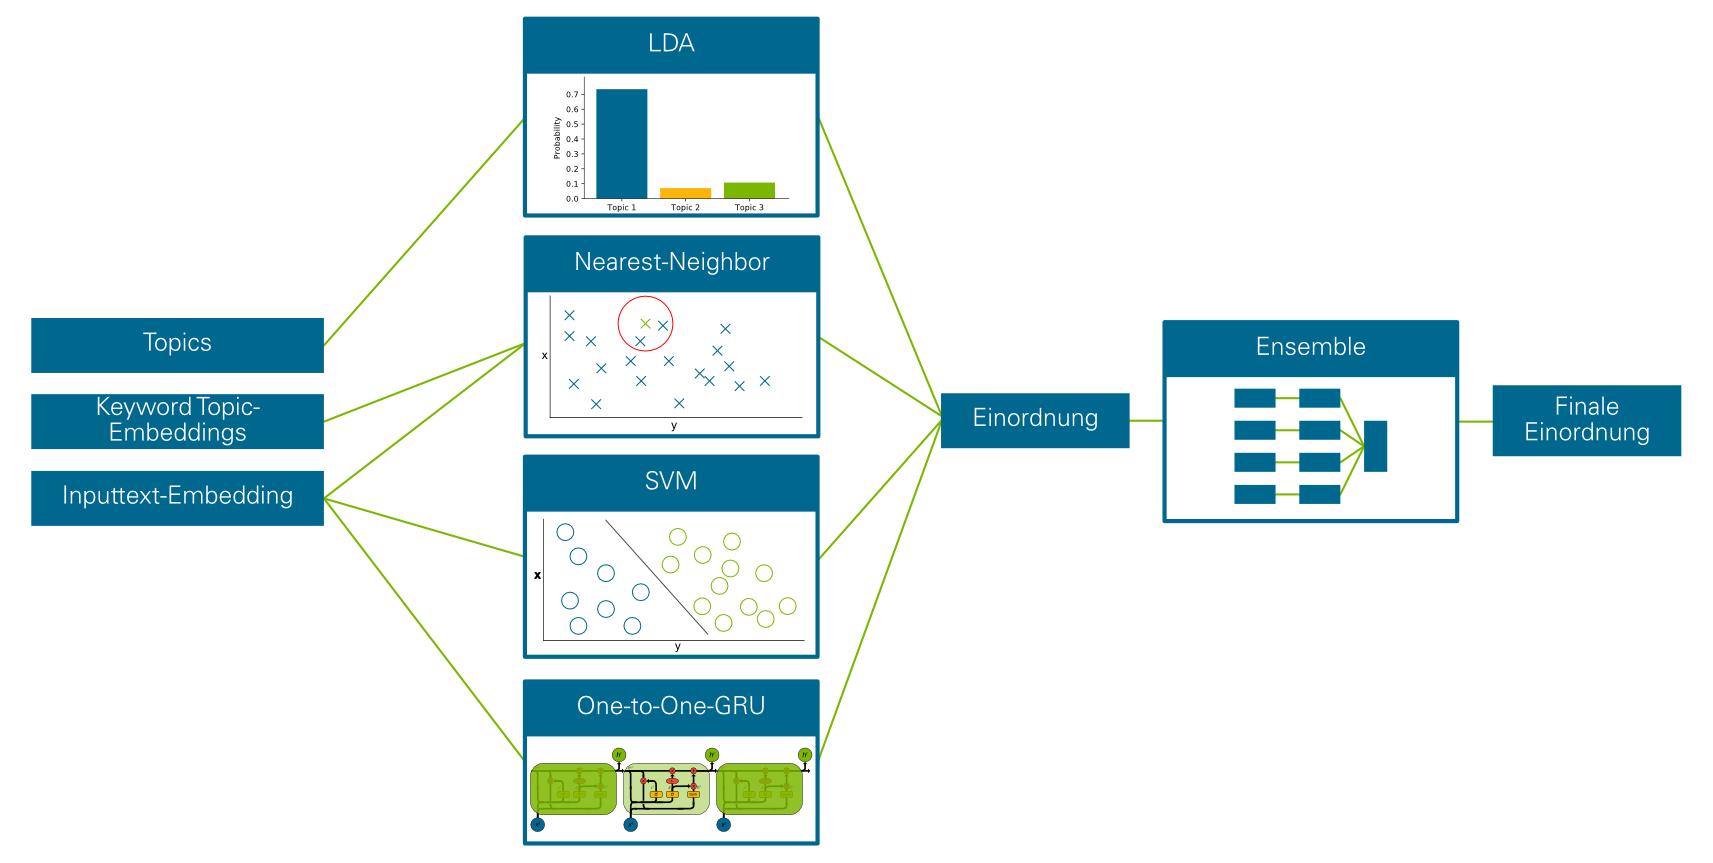 LDA
Probability
0.7
0.6
0.5
0.4
0.3
0.2
0.1
0.0
Topic 1
Topic 2
Topic 3
Nearest-Neighbor
x
y
Topics
Keyword Topic-
Embeddings
Inputtext-Embedding
SVM
x
y
One-to-One-GRU
Einordnung
Ensemble
Finale
Einordnung